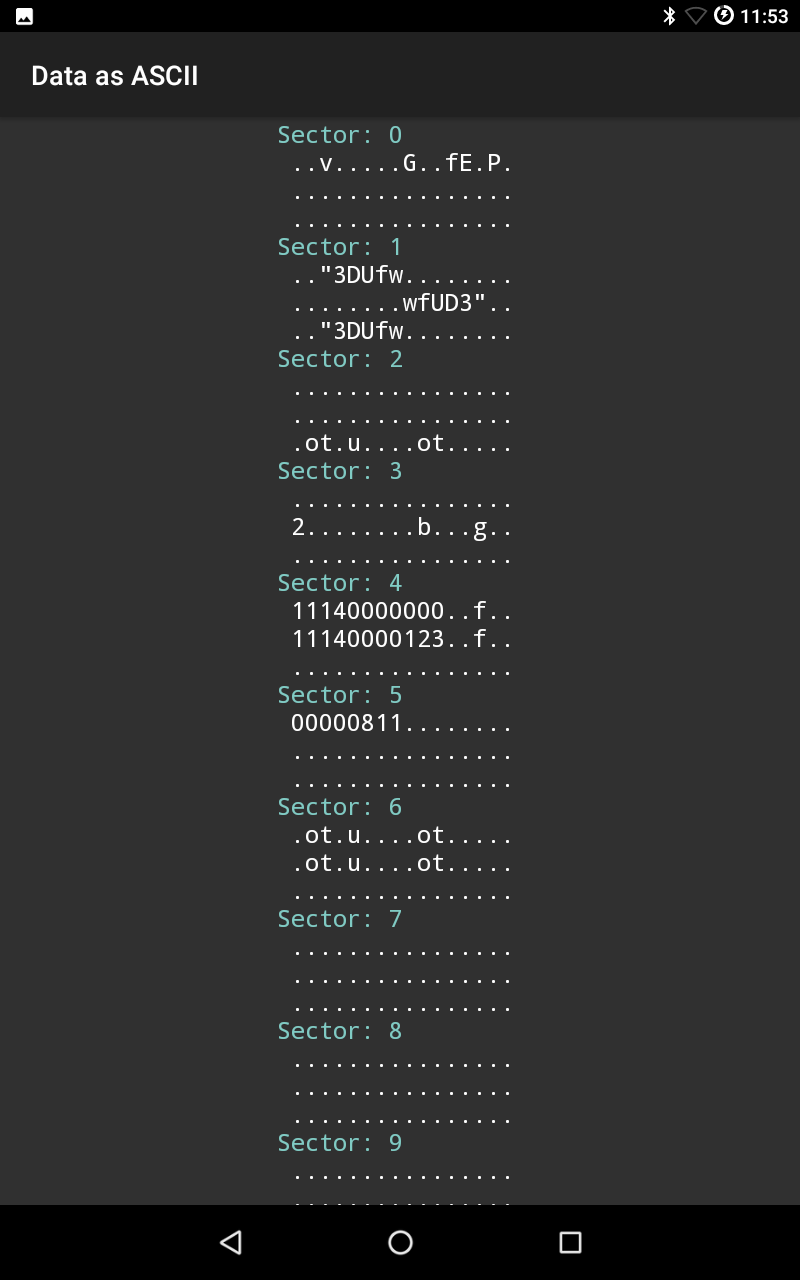 11:53
Data as ASCII
Sector: 0
..v.....G..fE.P.
................
................
Sector: 1
.."3DUfw........
........wfUD3"..
.."3DUfw........
Sector: 2
................
................
.ot.u....ot.....
Sector: 3
................
2........b...g..
................
Sector: 4
11140000000..f..
11140000123..f..
................
Sector: 5
00000811........
................
................
Sector: 6
.ot.u....ot.....
.ot.u....ot.....
................
Sector: 7
................
................
................
Sector: 8
................
................
................
Sector: 9
................
................